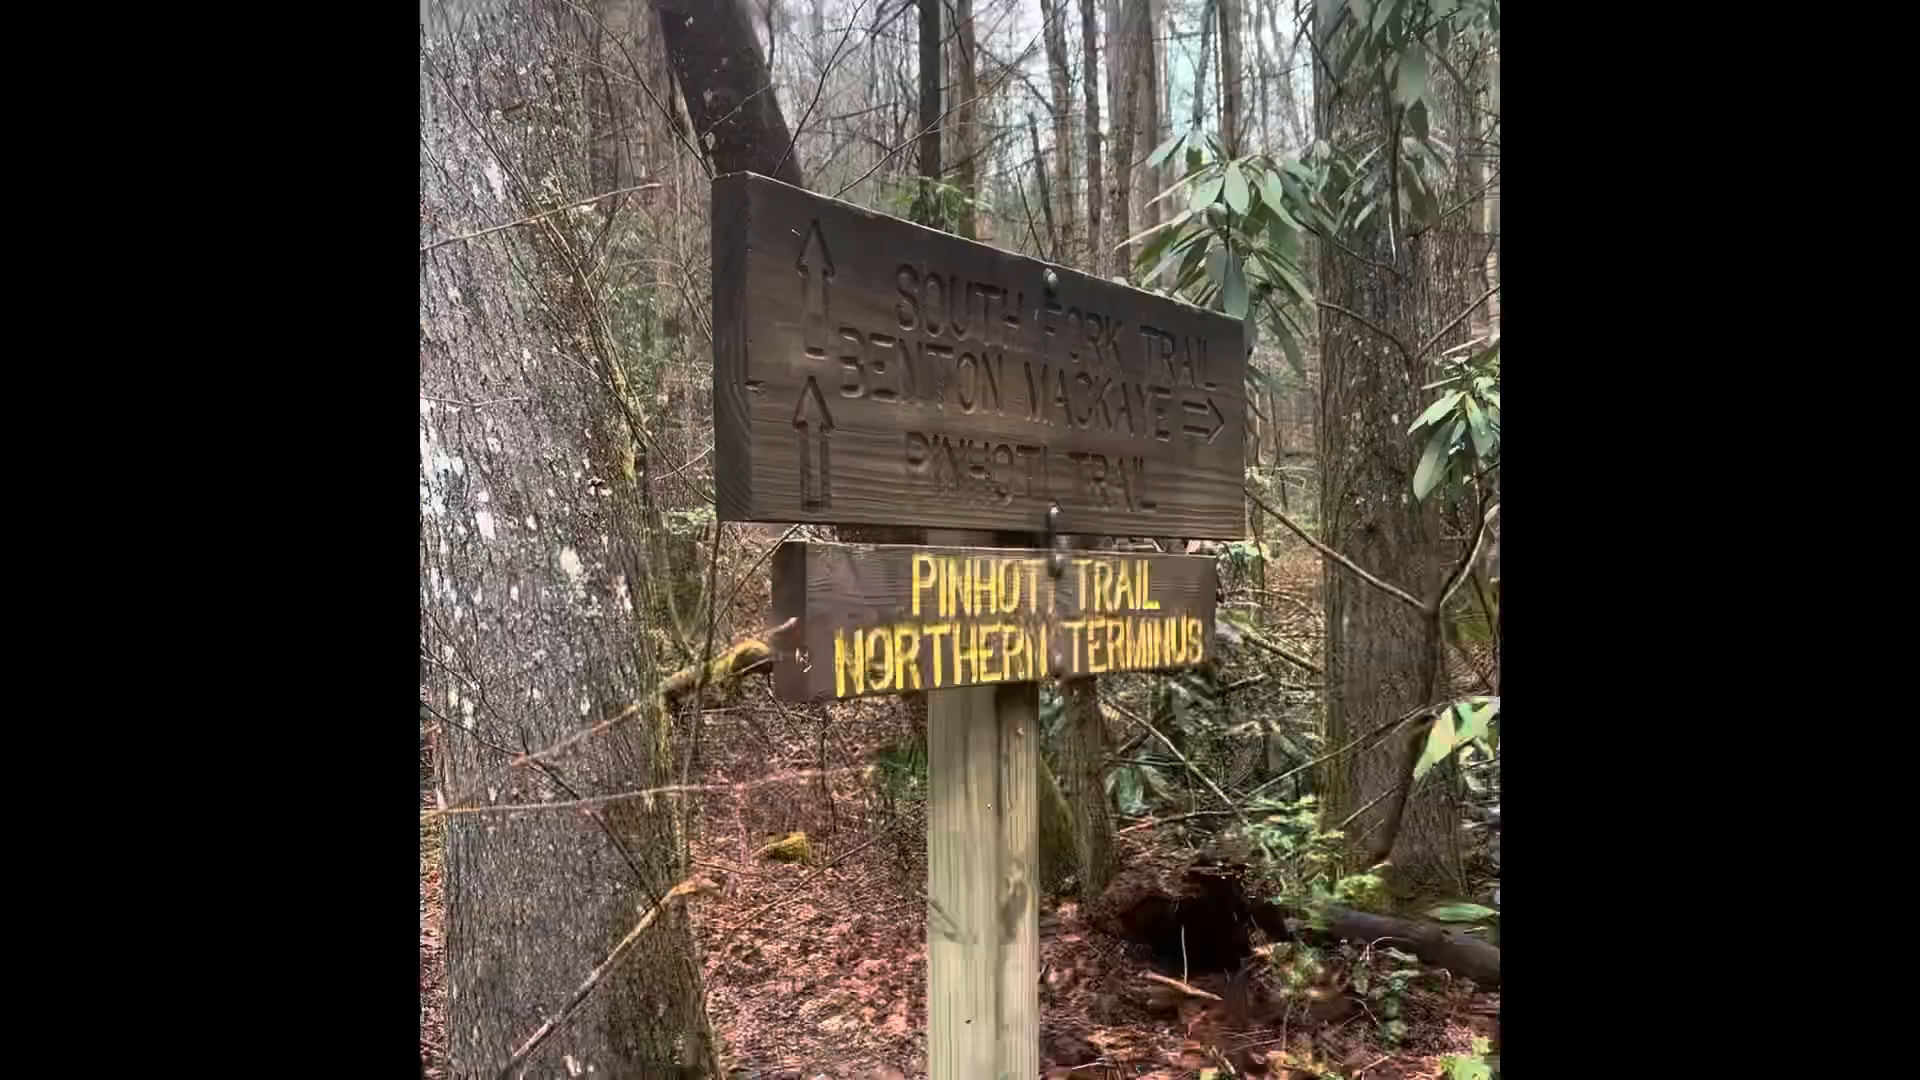 SOUTH FORK TRAIL
BENTON MACKAYE
PINHOTI TRAIL
PINHOTI TRAIL
NORTHERN TERMINUS